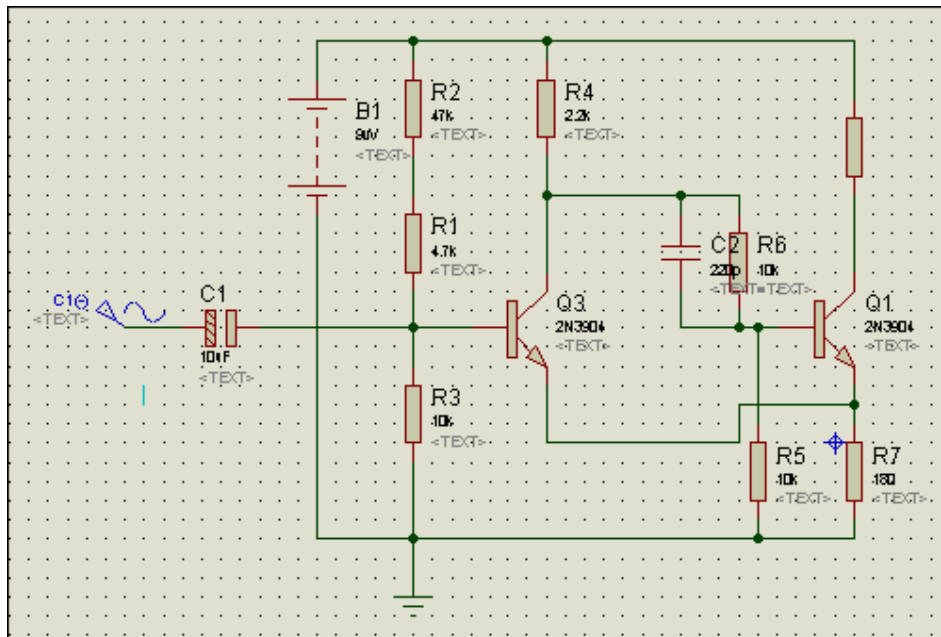 B1
9uV
<TEXT>
R2
47k
<TEXT>
R4
2.2k
<TEXT>
R1
4.7k
<TEXT>
C1(-)
<TEXT>
C1
10uF
<TEXT>
C2
220p
<TEXT>
R6
10k
<TEXT>
Q3
2N3904
<TEXT>
Q1
2N3904
<TEXT>
R3
10k
<TEXT>
R5
10k
<TEXT>
R7
180
<TEXT>